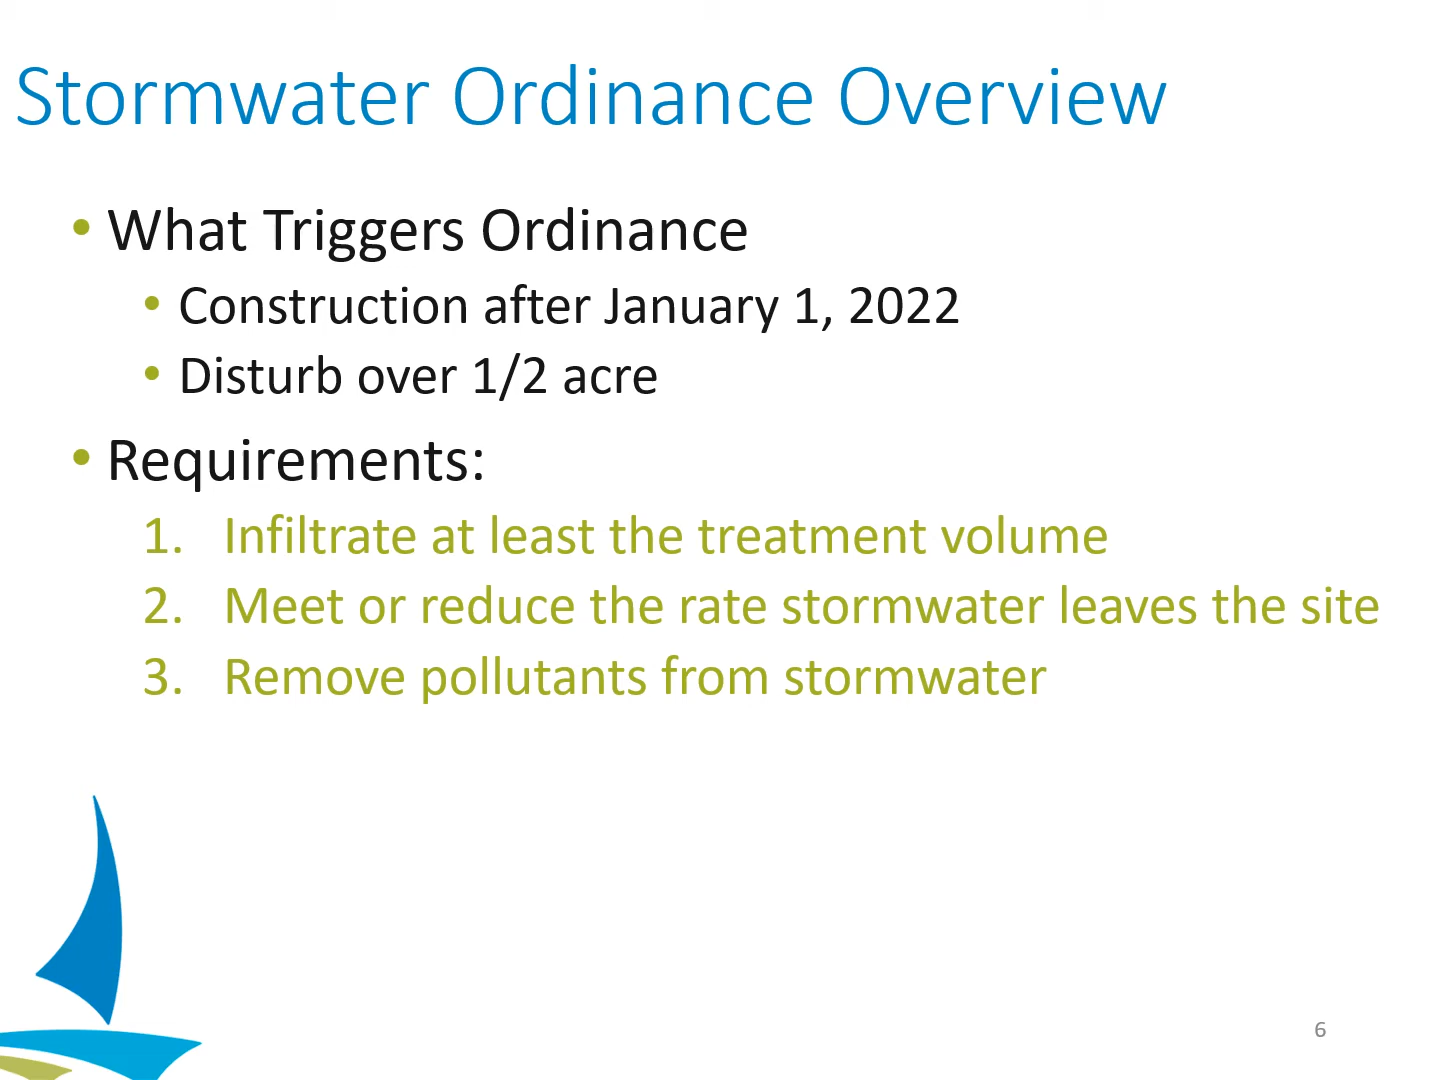 Stormwater Ordinance Overview
• What Triggers Ordinance
• Construction after January 1, 2022
• Disturb over 1/2 acre
• Requirements:
1. Infiltrate at least the treatment volume
2. Meet or reduce the rate stormwater leaves the site
3. Remove pollutants from stormwater
6